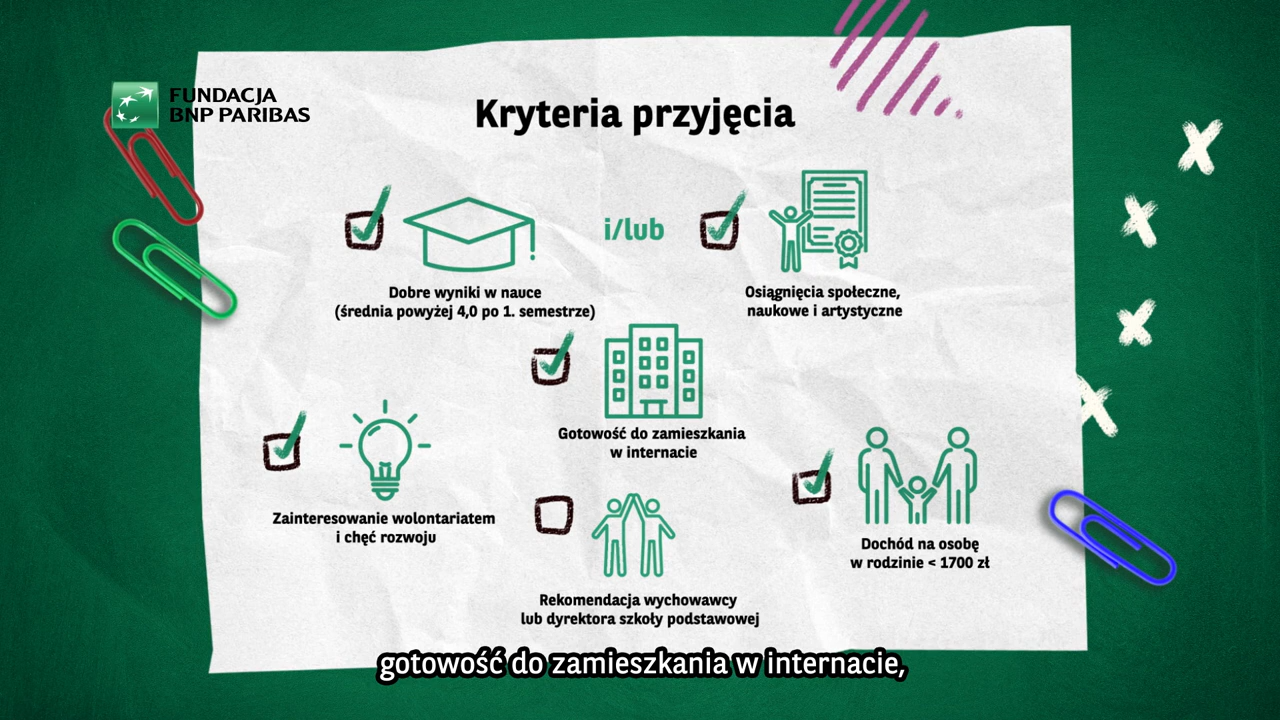 FUNDACJA
BNP PARIBAS
Kryteria przyjęcia
i/lub
Dobre wyniki w nauce
(średnia powyżej 4,0 po 1. semestrze)
Osiągnięcia społeczne,
naukowe i artystyczne
Gotowość do zamieszkania
w internacie
Zainteresowanie wolontariatem
i chęć rozwoju
Dochód na osobę
w rodzinie < 1700 zł
Rekomendacja wychowawcy
lub dyrektora szkoły podstawowej
gotowość do zamieszkania w internacie,